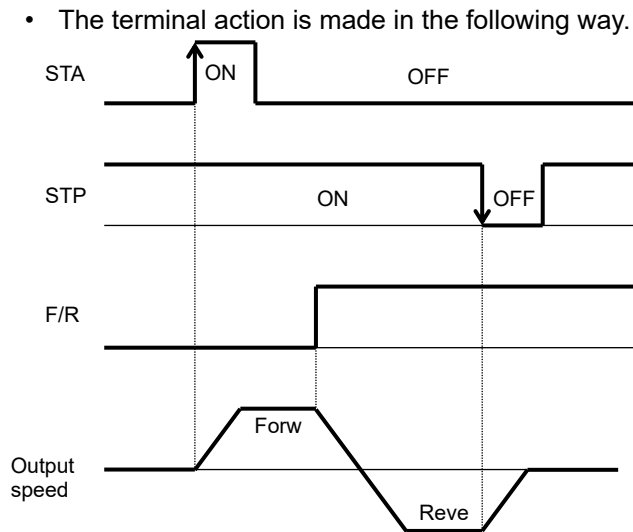 • The terminal action is made in the following way.
STA ON OFF
STP ON OFF
F/R
Forw
Output
speed
Reve